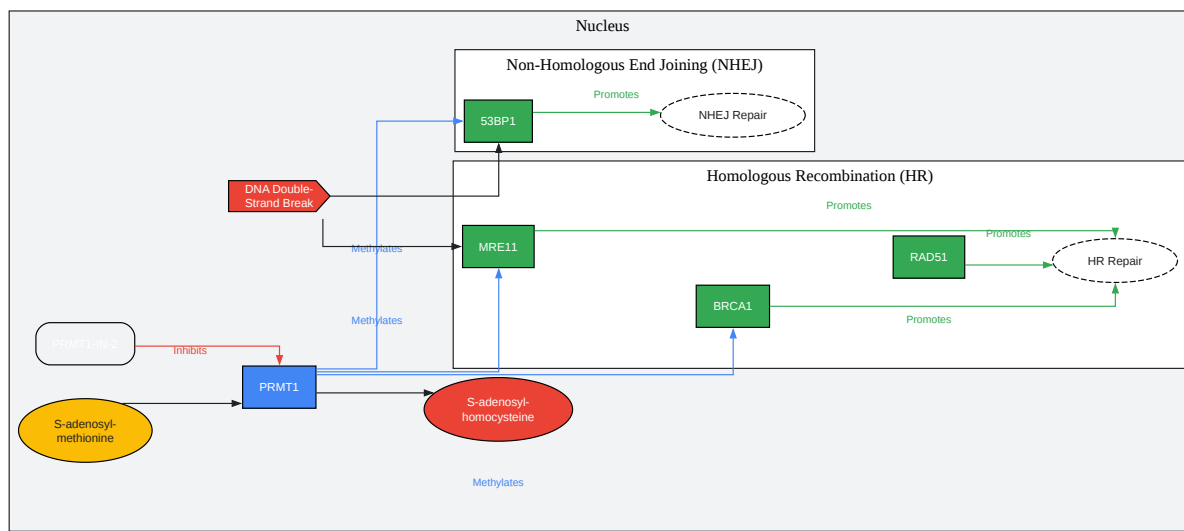 Nucleus
Non-Homologous End Joining (NHEJ)
Promotes
53BP1
NHEJ Repair
Homologous Recombination (HR)
DNA Double-
Strand Break
Promotes
Methylates
MRE11
Promotes
RAD51
HR Repair
BRCA1
Methylates
Promotes
PRMT1-IN-2
Inhibits
PRMT1
S-adenosyl-
homocysteine
S-adenosyl-
methionine
Methylates